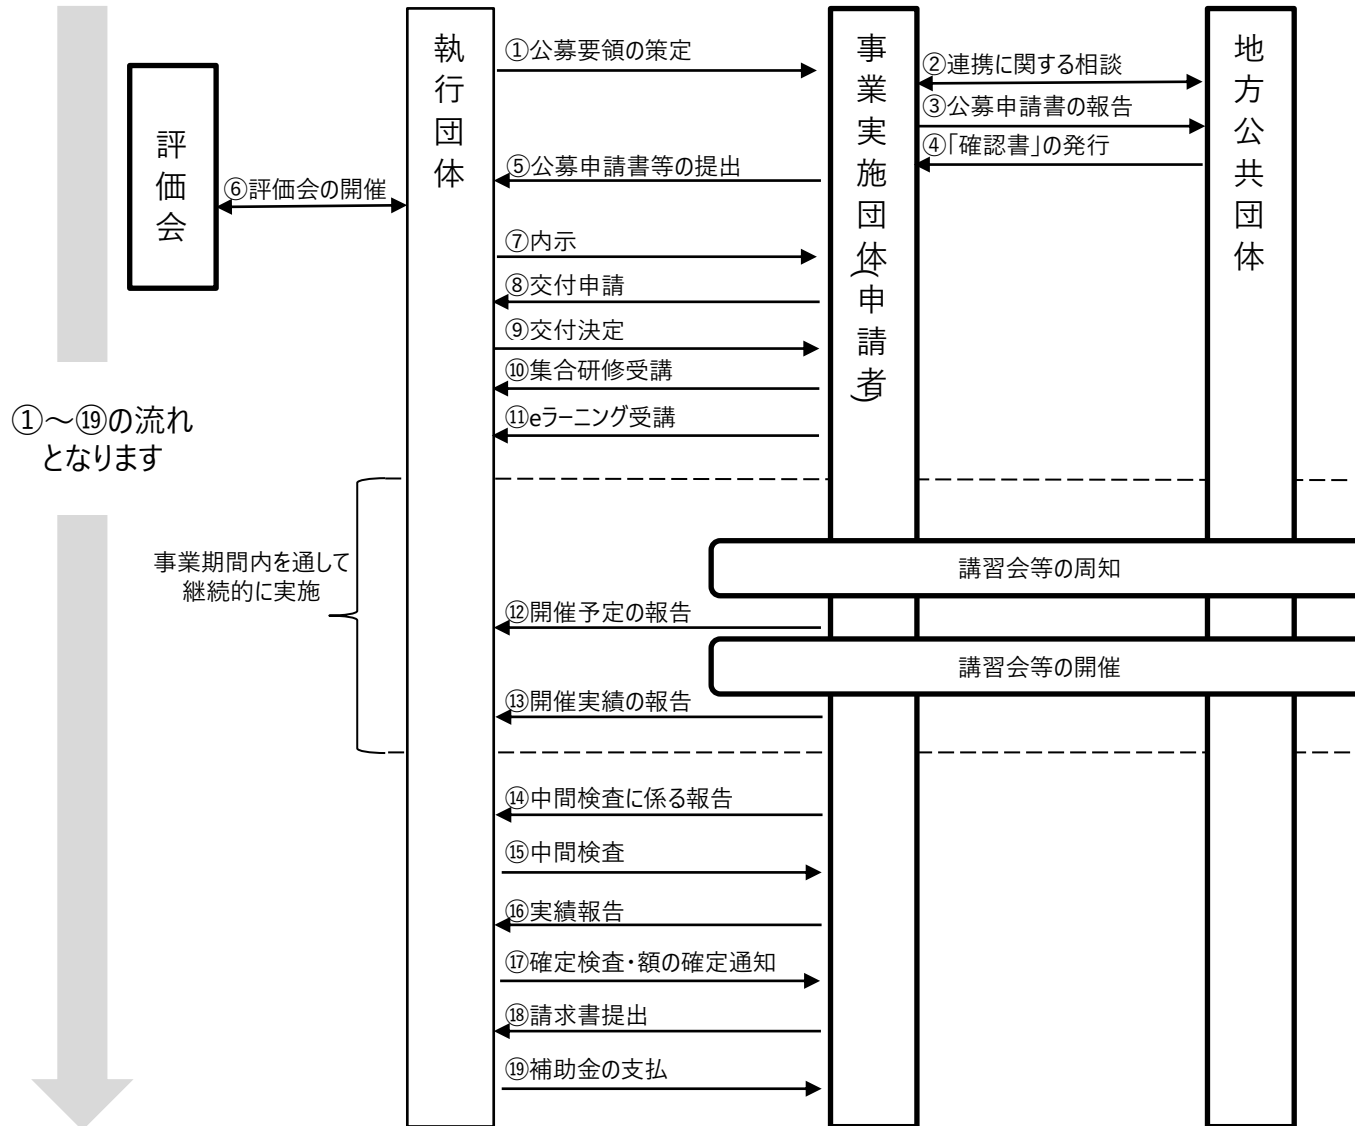 執行団体
事業実施団体(申請者)
地方公共団体
評価会
①公募要領の策定
②連携に関する相談
③公募申請書の報告
④「確認書」の発行
⑤公募申請書等の提出
⑥評価会の開催
⑦内示
⑧交付申請
⑨交付決定
⑩集合研修受講
⑪eラーニング受講
①～⑲の流れ
となります
事業期間内を通して
継続的に実施
講習会等の周知
⑫開催予定の報告
講習会等の開催
⑬開催実績の報告
⑭中間検査に係る報告
⑮中間検査
⑯実績報告
⑰確定検査・額の確定通知
⑱請求書提出
⑲補助金の支払